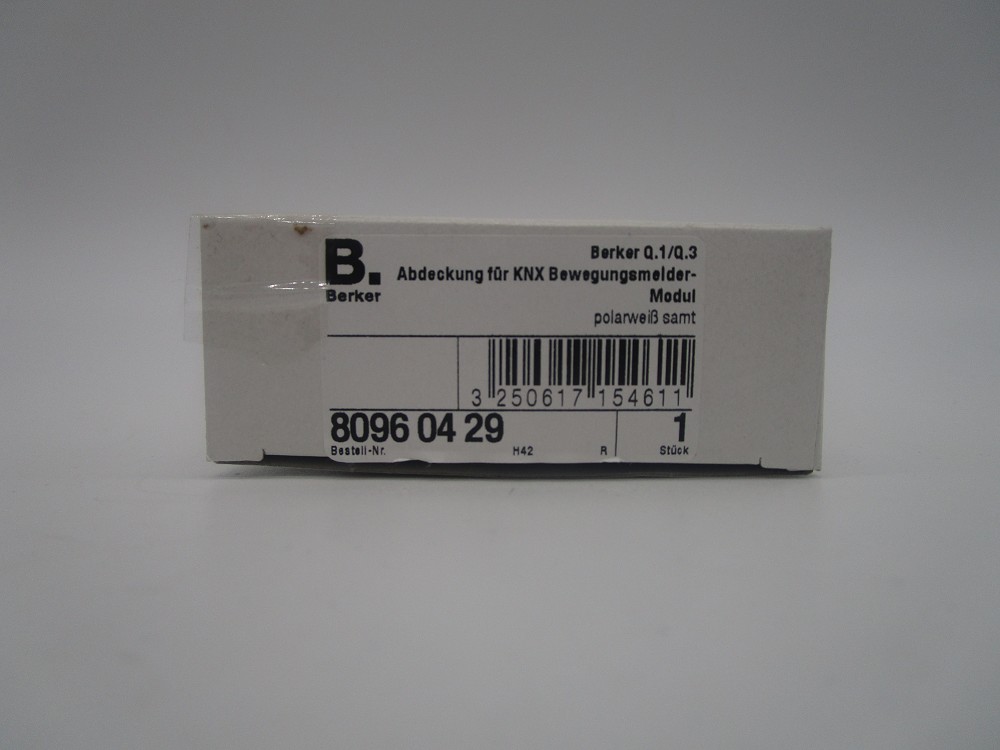 B.
Berker
Berker Q.1/Q.3
Abdeckung für KNX Bewegungsmelder-
Modul
polarweiß samt
3 250617 154611
8096 04 29
Bestell-Nr. H42 R
1
Stück